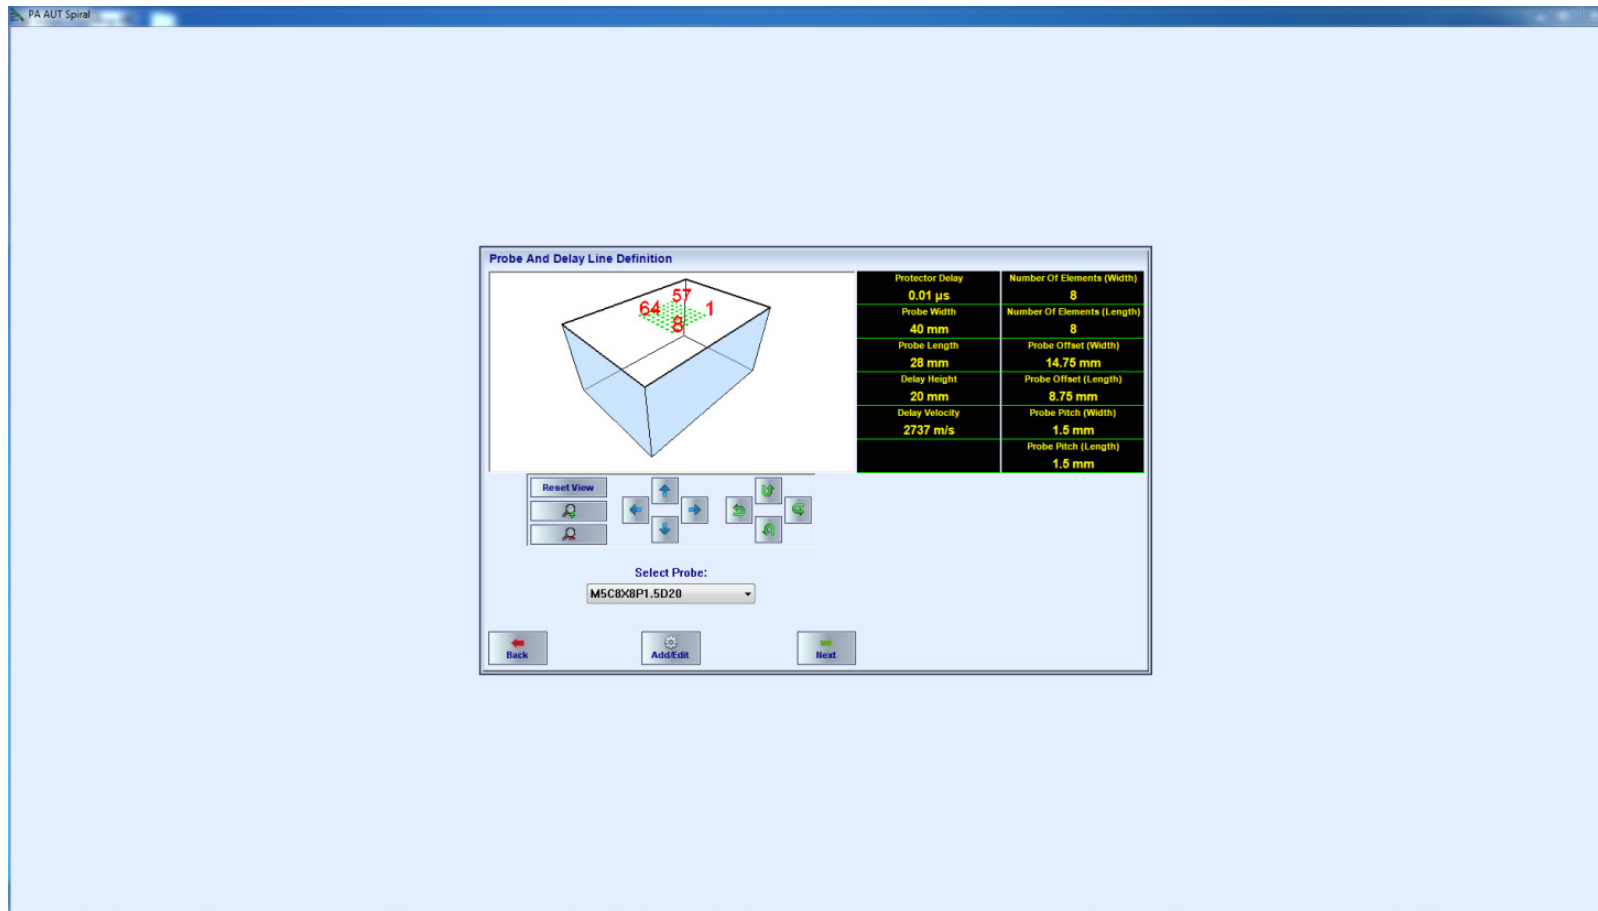 PA AUT Spiral
Probe And Delay Line Definition
57
64
1
8
Protector Delay
0.01 µs
Number Of Elements (Width)
8
Probe Width
40 mm
Number Of Elements (Length)
8
Probe Length
28 mm
Probe Offset (Width)
14.75 mm
Delay Height
20 mm
Probe Offset (Length)
8.75 mm
Delay Velocity
2737 m/s
Probe Pitch (Width)
1.5 mm
Probe Pitch (Length)
1.5 mm
Reset View
Select Probe:
M5C8X8P1.5D20
Back
Add/Edit
Next